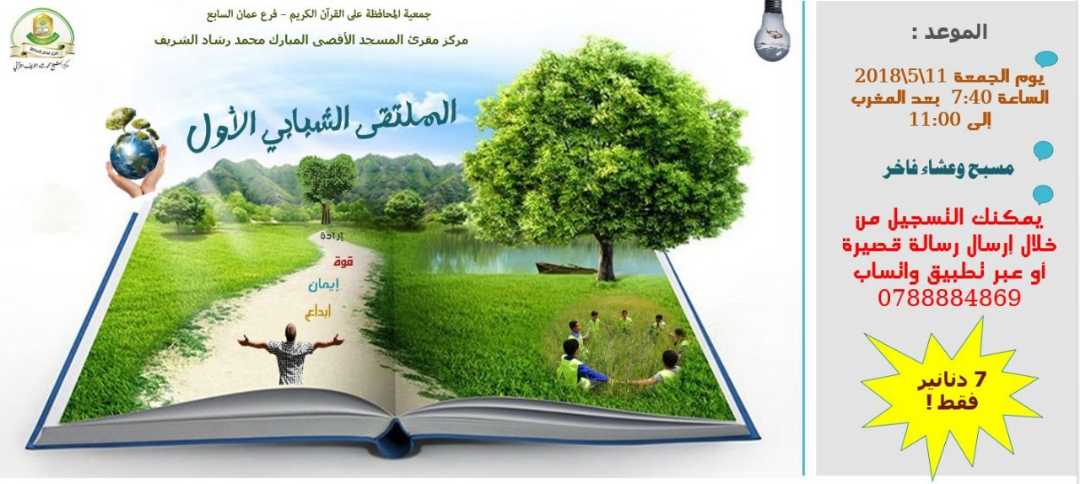 جمعية المحافظة على القرآن الكريم - فرع عمان السابع
مركز مقرئ المسجد الأقصى المبارك محمد رشاد الشريف
الملتقى الشبابي الأول
إرادة
قوة
إيمان
ابداع
الموعد :
يوم الجمعة 11\5\2018
الساعة 7:40 بعد المغرب
إلى 11:00
مسبح وعشاء فاخر
يمكنك التسجيل من
خلال إرسال رسالة قصيرة
أو عبر تطبيق واتساب
0788884869
7 دنانير
فقط !